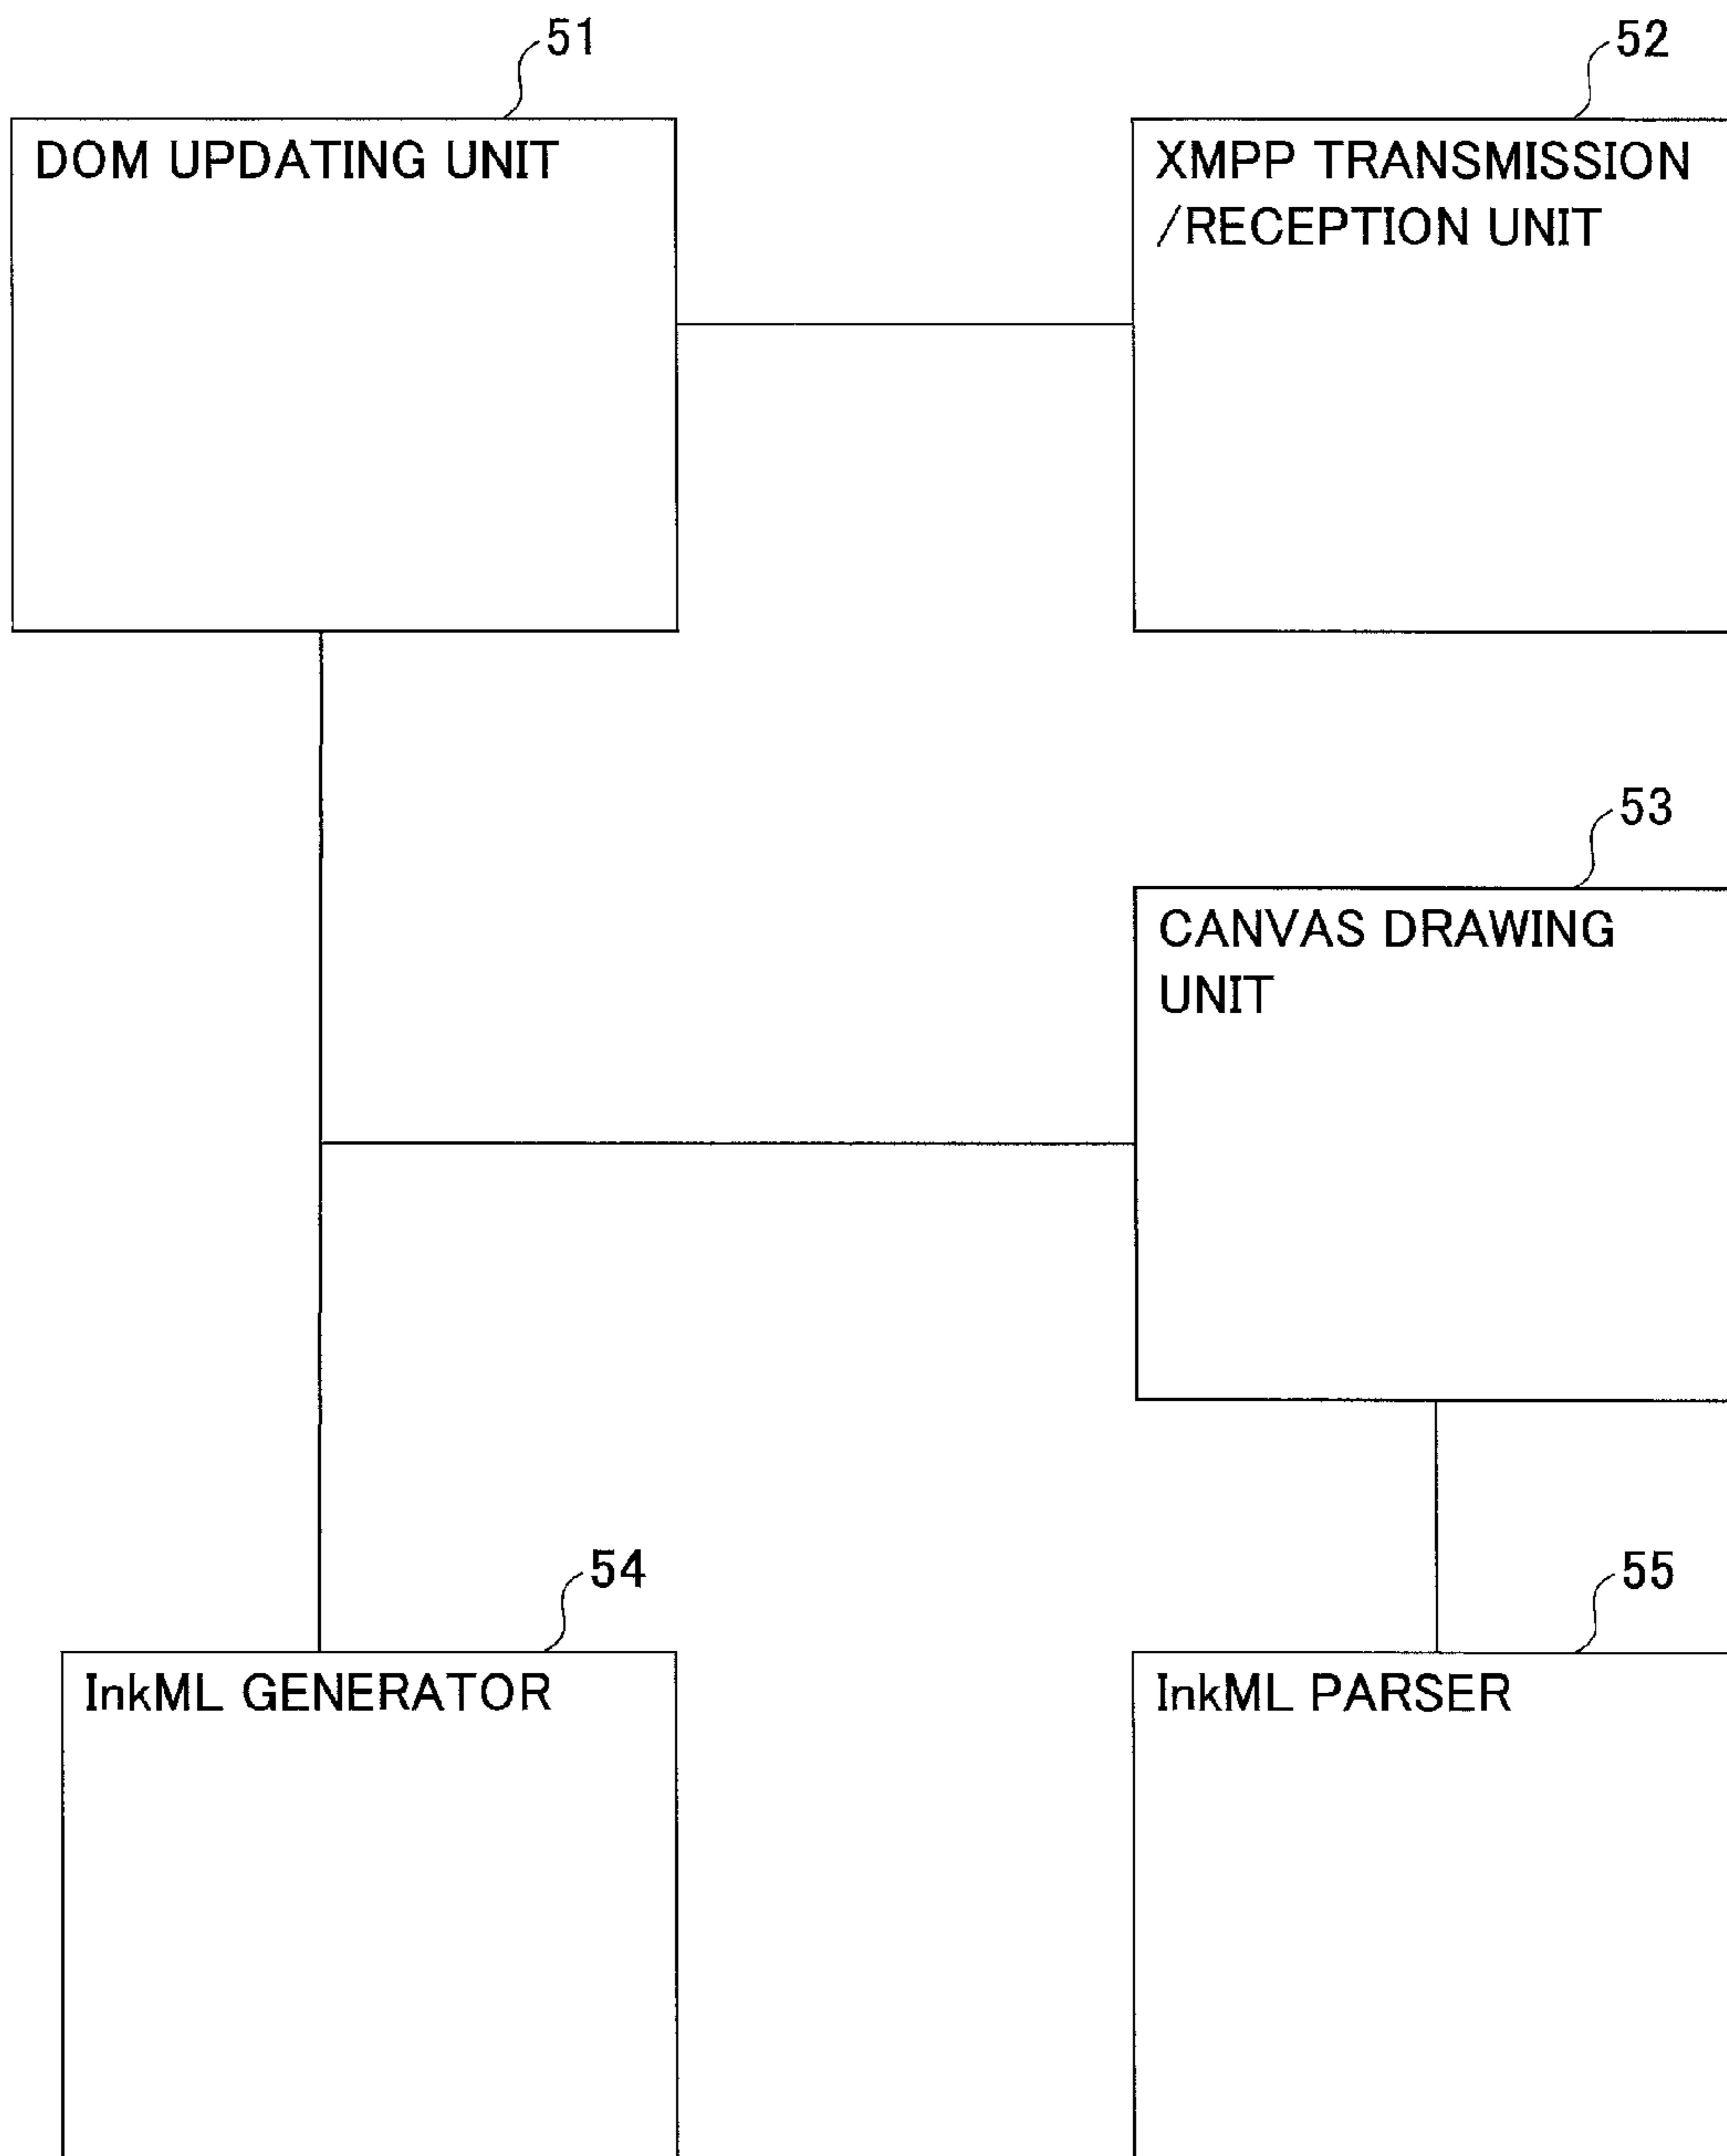 51
DOM UPDATING UNIT
52
XMPP TRANSMISSION
/RECEPTION UNIT
53
CANVAS DRAWING
UNIT
54
InkML GENERATOR
55
InkML PARSER